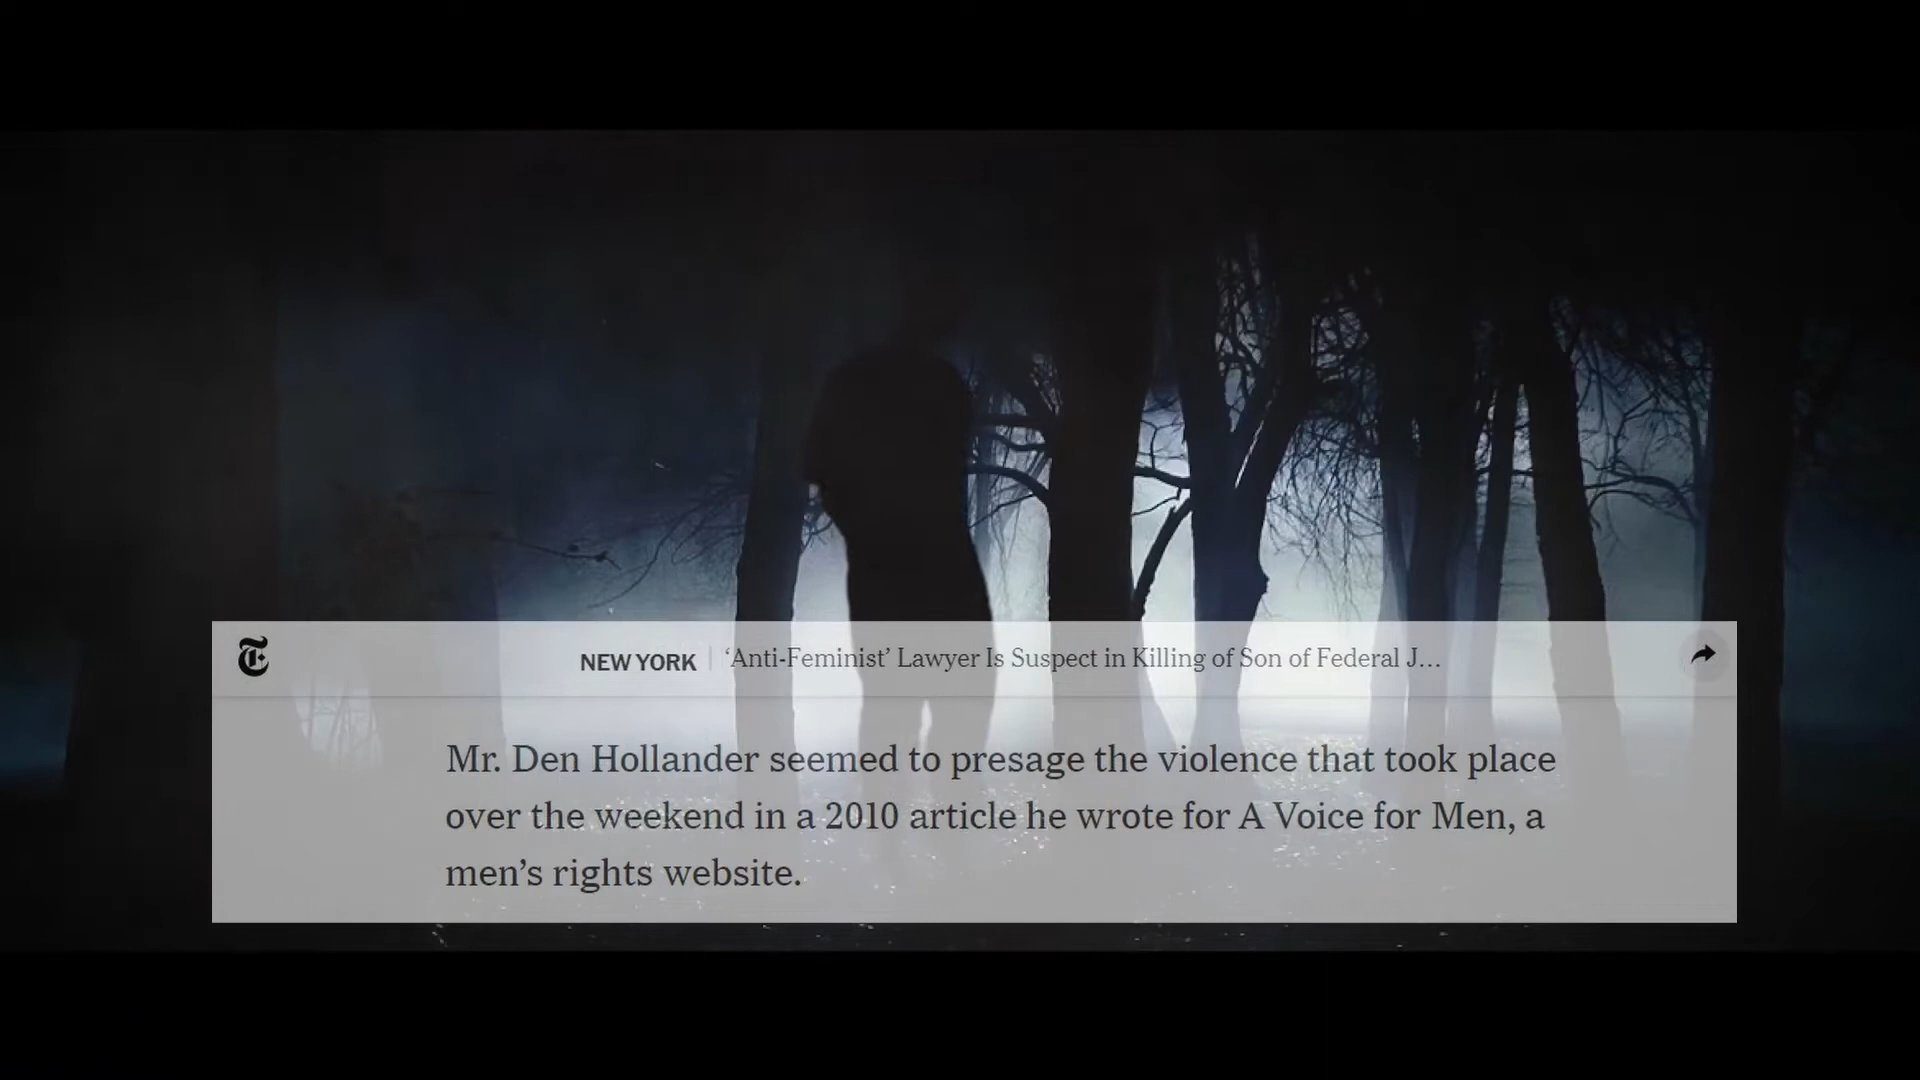 NEW YORK | ‘Anti-Feminist’ Lawyer Is Suspect in Killing of Son of Federal J...
Mr. Den Hollander seemed to presage the violence that took place
over the weekend in a 2010 article he wrote for A Voice for Men, a
men’s rights website.